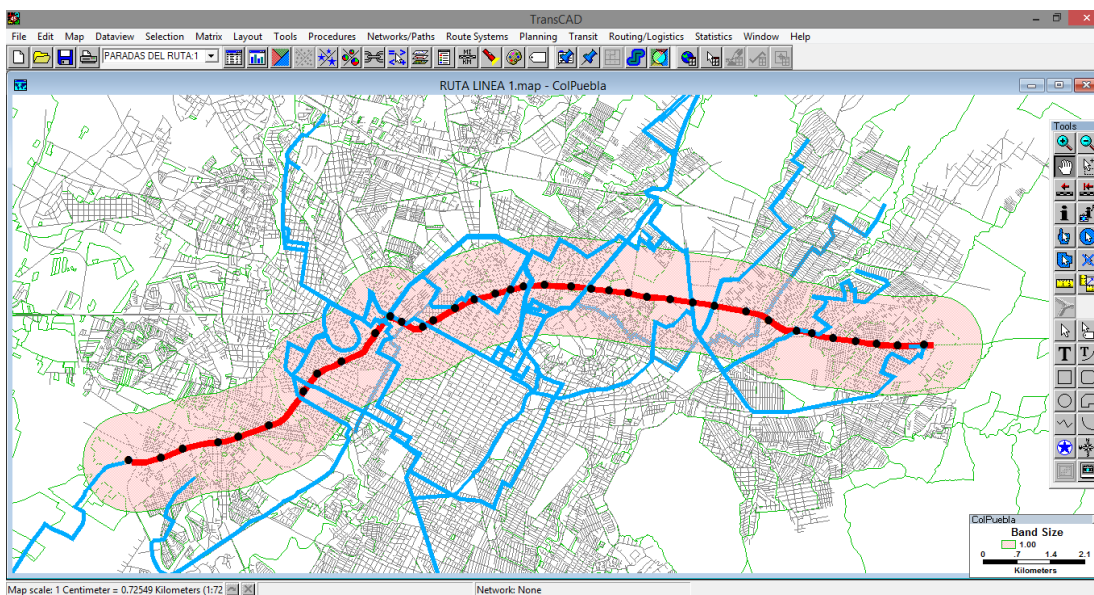 TransCAD
File Edit Map Dataview Selection Matrix Layout Tools Procedures Networks/Paths Route Systems Planning Transit Routing/Logistics Statistics Window Help
PARADAS DEL RUTA:1
RUTA LINEA 1.map - ColPuebla
Tools
ColPuebla
Band Size
1.00
0 .7 1.4 2.1
Kilometers
Map scale: 1 Centimeter = 0.72549 Kilometers (1:72
Network: None